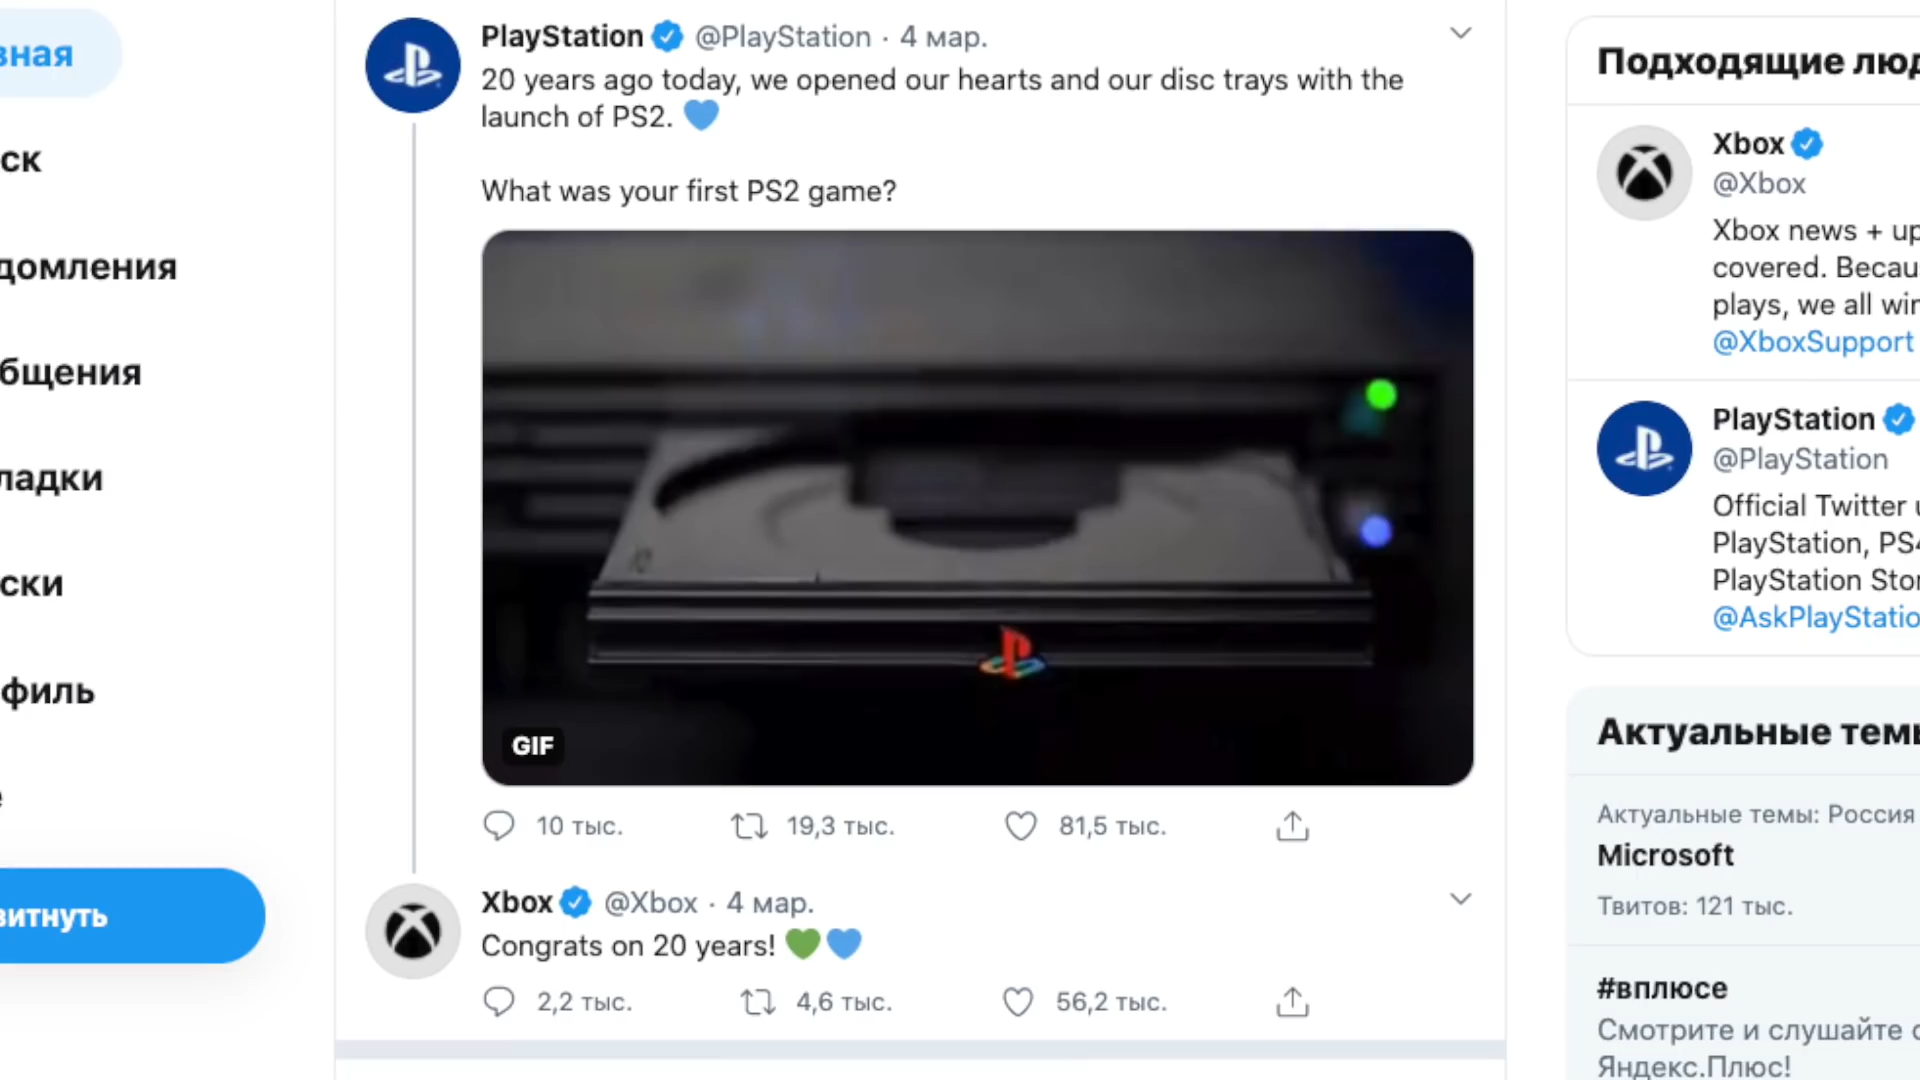 вная
ск
домления
бщения
ладки
ски
филь
е
витнуть
PlayStation @PlayStation · 4 мар.
20 years ago today, we opened our hearts and our disc trays with the
launch of PS2. 💙
What was your first PS2 game?
GIF
10 тыс. 19,3 тыс. 81,5 тыс.
Xbox @Xbox · 4 мар.
Congrats on 20 years! 💚💙
2,2 тыс. 4,6 тыс. 56,2 тыс.
Подходящие люд
Xbox
@Xbox
Xbox news + up
covered. Becau
plays, we all win
@XboxSupport
PlayStation
@PlayStation
Official Twitter u
PlayStation, PS4
PlayStation Stor
@AskPlayStatio
Актуальные темы
Актуальные темы: Россия
Microsoft
Твитов: 121 тыс.
#вплюсе
Смотрите и слушайте с
Яндекс.Плюс!